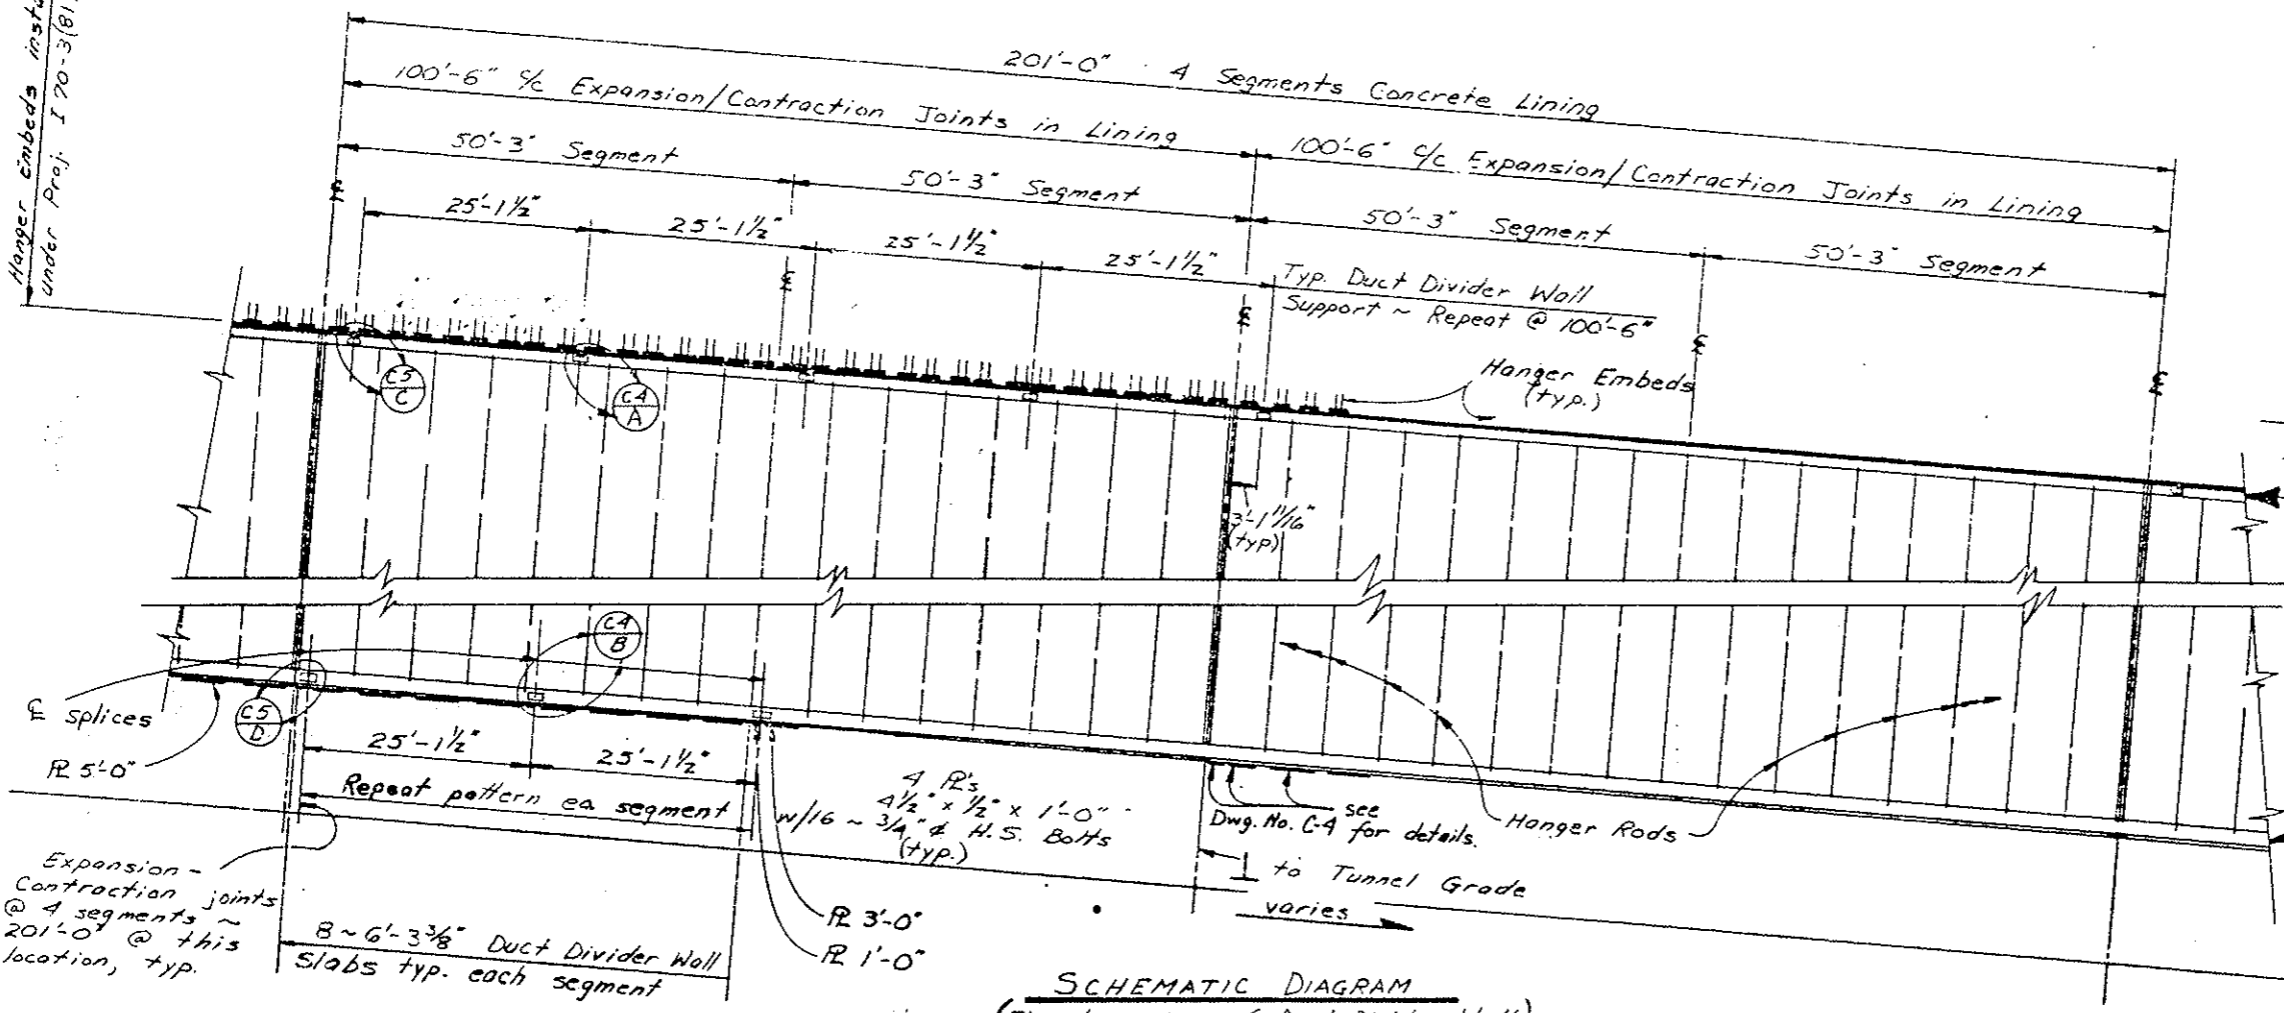 Hanger Embeds
under Proj. I 70-3(81
201'-0" 4 Segments Concrete Lining
100'-6" c/c Expansion/Contraction Joints in Lining
100'-6" c/c Expansion/Contraction Joints in Lining
50'-3" Segment
50'-3" Segment
50'-3" Segment
50'-3" Segment
25'-1½"
25'-1½"
25'-1½"
25'-1½"
Typ. Duct Divider Wall
Support ~ Repeat @ 100'-6"
Hanger Embeds
(typ.)
C5
C
C4
A
3'-1 11/16"
(typ)
C4
B
℄ splices
C5
D
℄
℄
℄
℄
℄
PL 5'-0"
25'-1½"
25'-1½"
Repeat pattern ea segment
4 PL's
4½" x ½" x 1'-0"
w/16 ~ ¾" ⌀ H.S. Bolts
(typ.)
see
Dwg. No. C-4 for details.
Hanger Rods
Expansion -
Contraction joints
@ 4 segments ~
201'-0" @ this
location, typ.
⊥ to Tunnel Grade
varies
PL 3'-0"
PL 1'-0"
8 ~ 6'-3⅜" Duct Divider Wall
Slabs typ. each segment
SCHEMATIC DIAGRAM